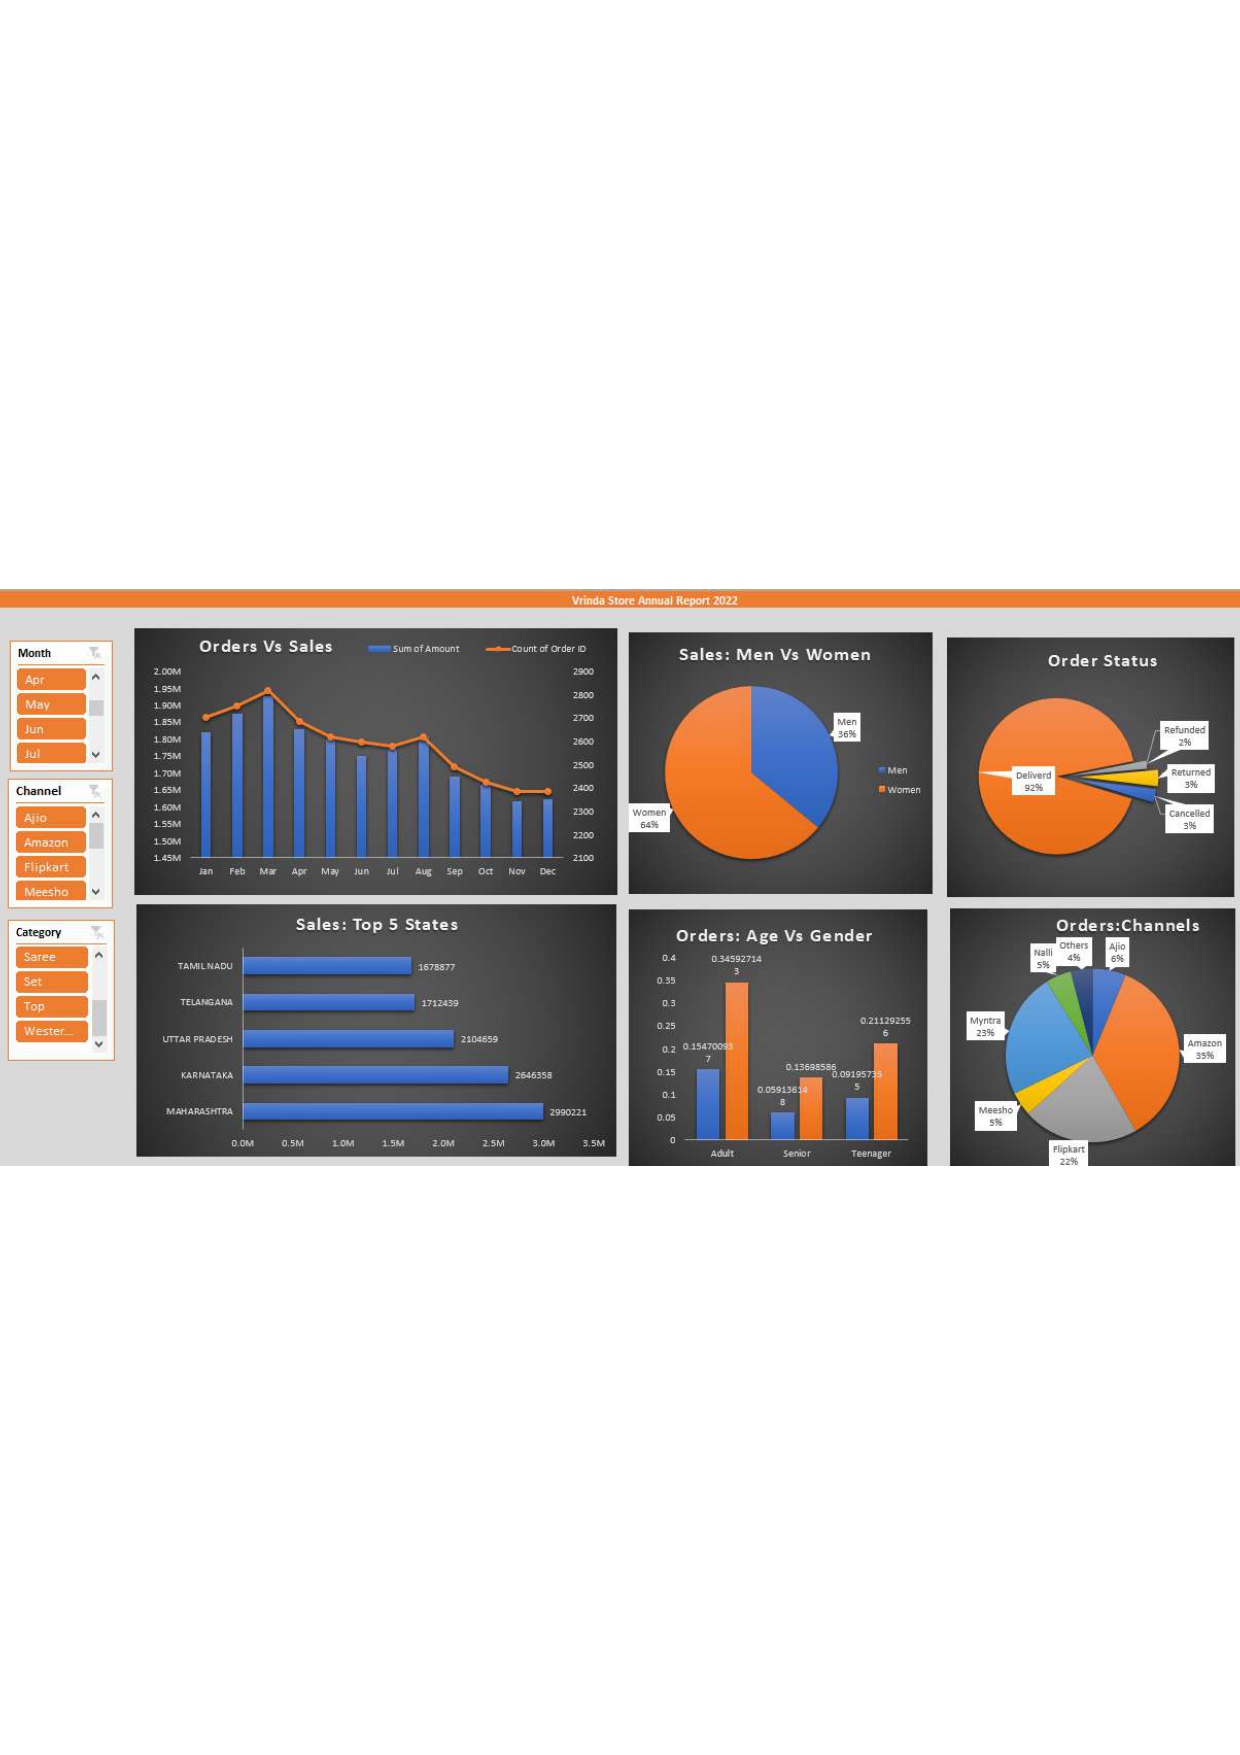 Vrinda Store Annual Report 2022
Month
Apr
May
Jun
Jul
Channel
Ajio
Amazon
Flipkart
Meesho
Category
Saree
Set
Top
Wester...
Orders Vs Sales
Sum of Amount
Count of Order ID
2.00M
1.95M
1.90M
1.85M
1.80M
1.75M
1.70M
1.65M
1.60M
1.55M
1.50M
1.45M
2900
2800
2700
2600
2500
2400
2300
2200
2100
Jan Feb Mar Apr May Jun Jul Aug Sep Oct Nov Dec
Sales: Men Vs Women
Men
36%
Women
64%
Men
Women
Order Status
Refunded
2%
Returned
3%
Cancelled
3%
Deliverd
92%
Sales: Top 5 States
TAMIL NADU 1678877
TELANGANA 1712439
UTTAR PRADESH 2104659
KARNATAKA 2646358
MAHARASHTRA 2990221
0.0M 0.5M 1.0M 1.5M 2.0M 2.5M 3.0M 3.5M
Orders: Age Vs Gender
0.4
0.35
0.3
0.25
0.2
0.15
0.1
0.05
0
0.15470093
7
0.34592714
3
0.05913614
8
0.13698586
0.09195735
5
0.21129255
6
Adult Senior Teenager
Orders:Channels
Others
4%
Ajio
6%
Nalli
5%
Myntra
23%
Amazon
35%
Meesho
5%
Flipkart
22%